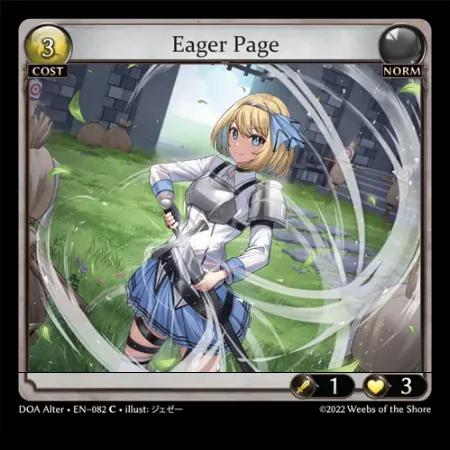 3
Eager Page
COST
NORM
1
3
DOA Alter • EN-082 C • illust: ジェゼー
©2022 Weebs of the Shore